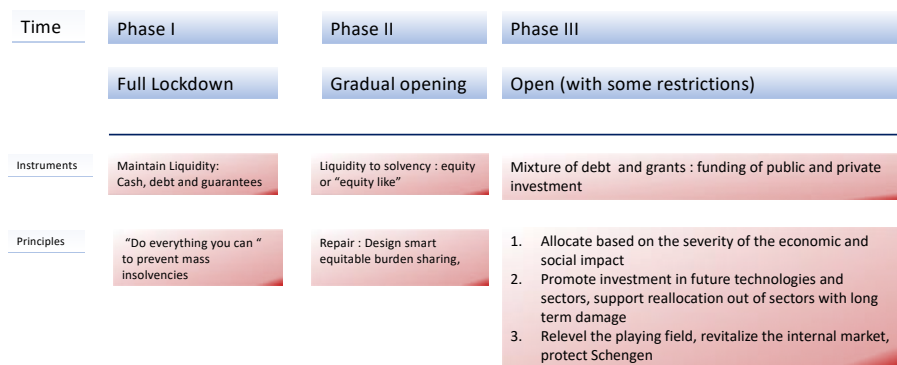 Time
Phase I
Phase II
Phase III
Full Lockdown
Gradual opening
Open (with some restrictions)
Instruments
Maintain Liquidity:
Cash, debt and guarantees
Liquidity to solvency : equity
or “equity like”
Mixture of debt  and grants : funding of public and private
investment
Principles
“Do everything you can “
to prevent mass
insolvencies
Repair : Design smart
equitable burden sharing,
1. Allocate based on the severity of the economic and
social impact
2. Promote investment in future technologies and
sectors, support reallocation out of sectors with long
term damage
3. Relevel the playing field, revitalize the internal market,
protect Schengen